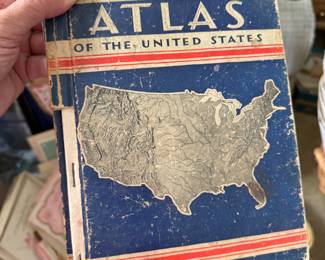 ATLAS
OF THE UNITED STATES